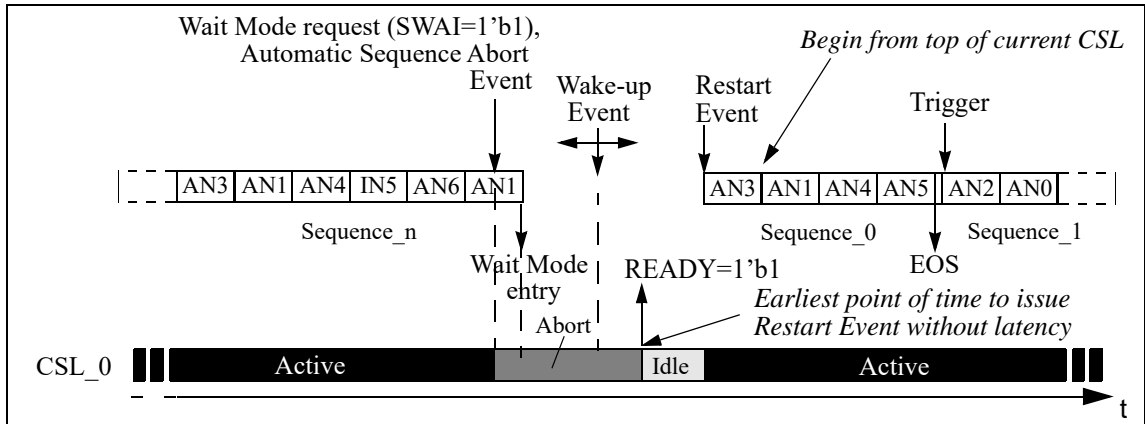 Wait Mode request (SWAI=1’b1),
Automatic Sequence Abort
Event
Wake-up
Event
Restart
Event
Begin from top of current CSL
Trigger
AN3 AN1 AN4 IN5 AN6 AN1
AN3 AN1 AN4 AN5 AN2 AN0
Sequence_n
Sequence_0
Sequence_1
Wait Mode
entry
READY=1’b1
EOS
Earliest point of time to issue
Restart Event without latency
Abort
CSL_0
Active
Idle
Active
t